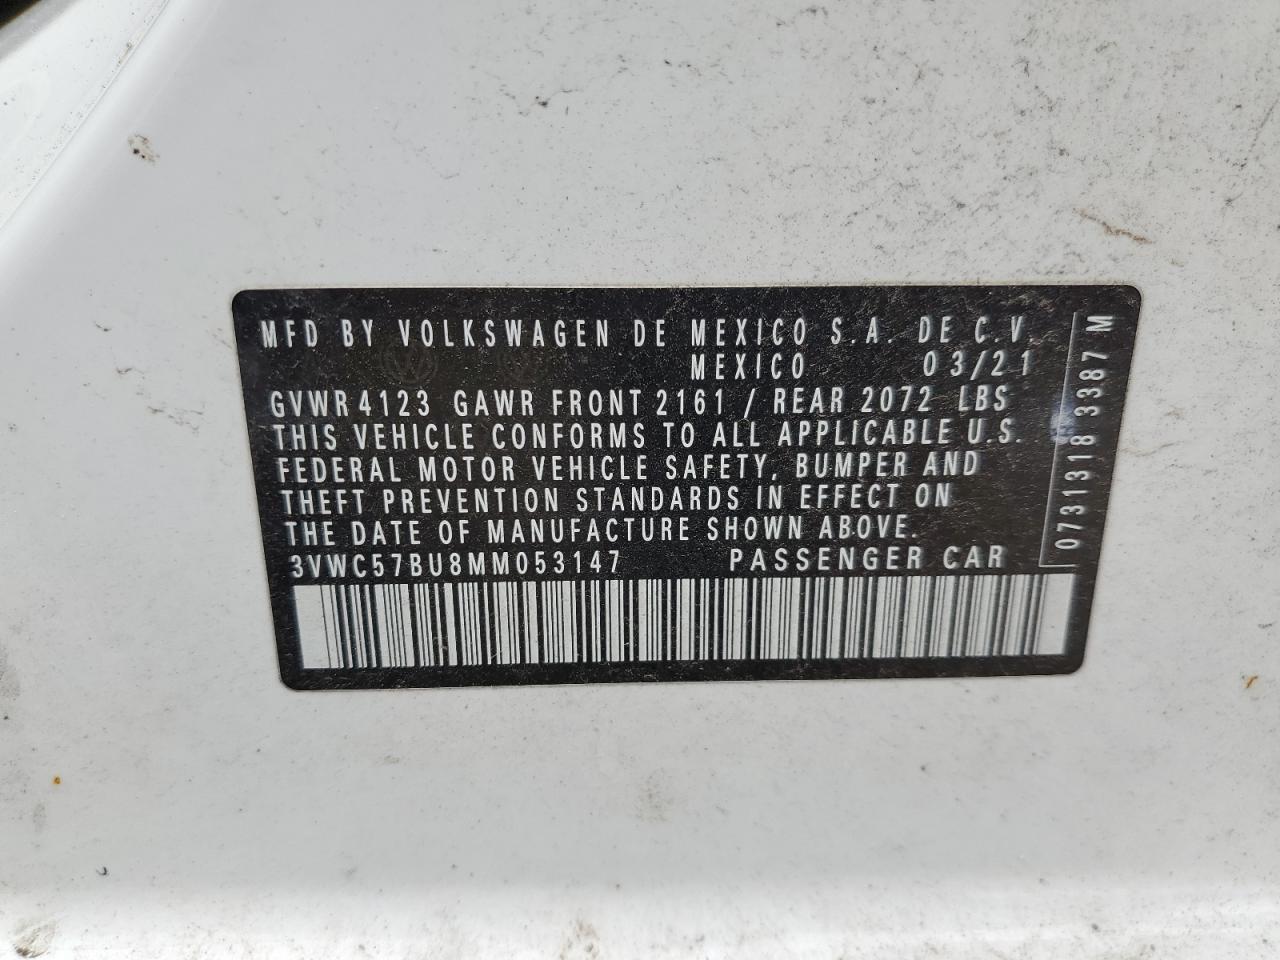 MFD BY VOLKSWAGEN DE MEXICO S.A. DE C.V.
MEXICO 03/21
GVWR 4123 GAWR FRONT 2161 / REAR 2072 LBS
THIS VEHICLE CONFORMS TO ALL APPLICABLE U.S.
FEDERAL MOTOR VEHICLE SAFETY, BUMPER AND
THEFT PREVENTION STANDARDS IN EFFECT ON
THE DATE OF MANUFACTURE SHOWN ABOVE.
3VWC57BU8MM053147 PASSENGER CAR
0731318 3387 M